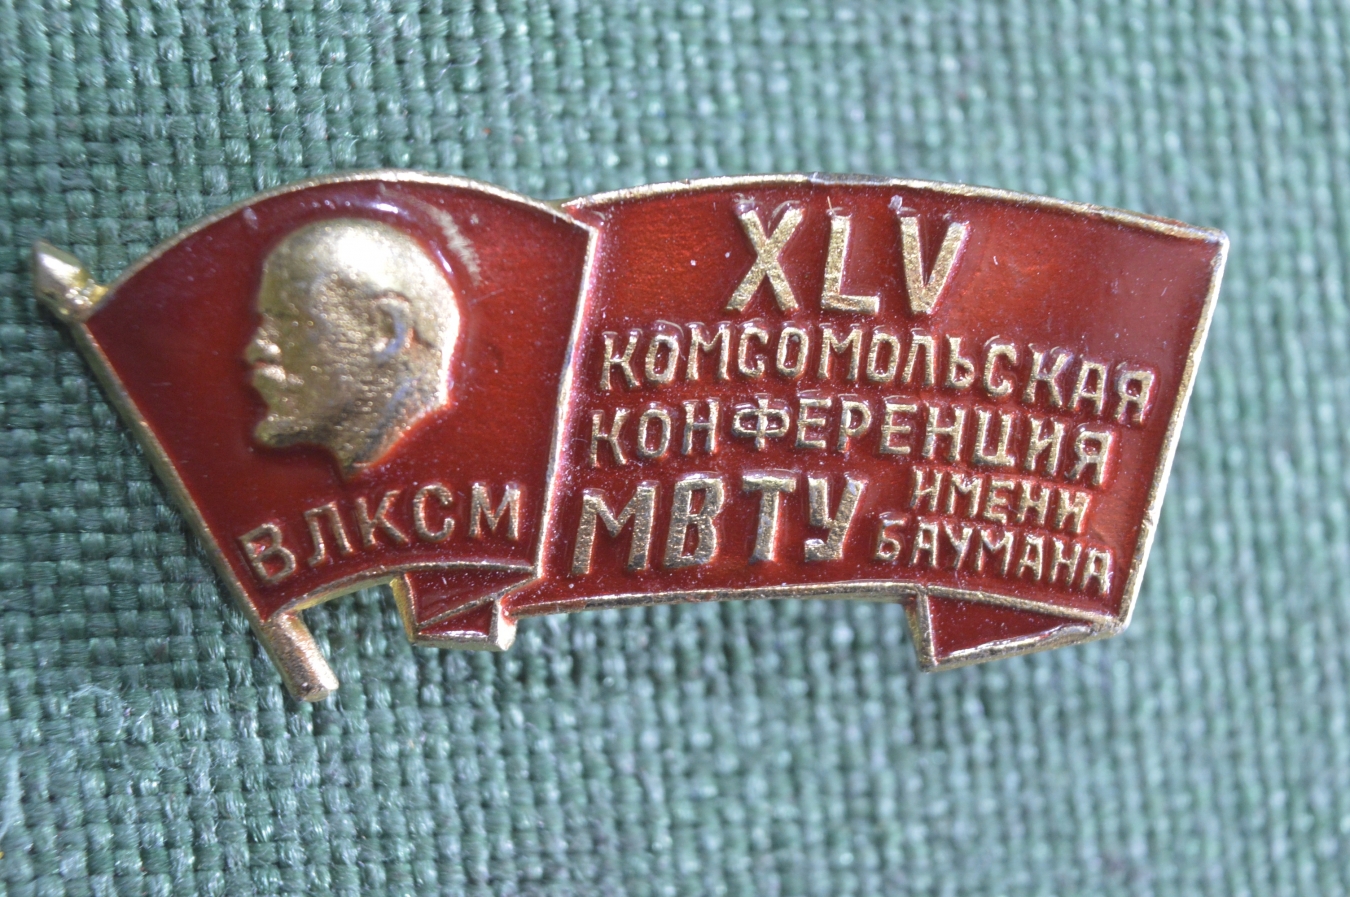 ВЛКСМ
XLV
КОМСОМОЛЬСКАЯ
КОНФЕРЕНЦИЯ
МВТУ ИМЕНИ
БАУМАНА